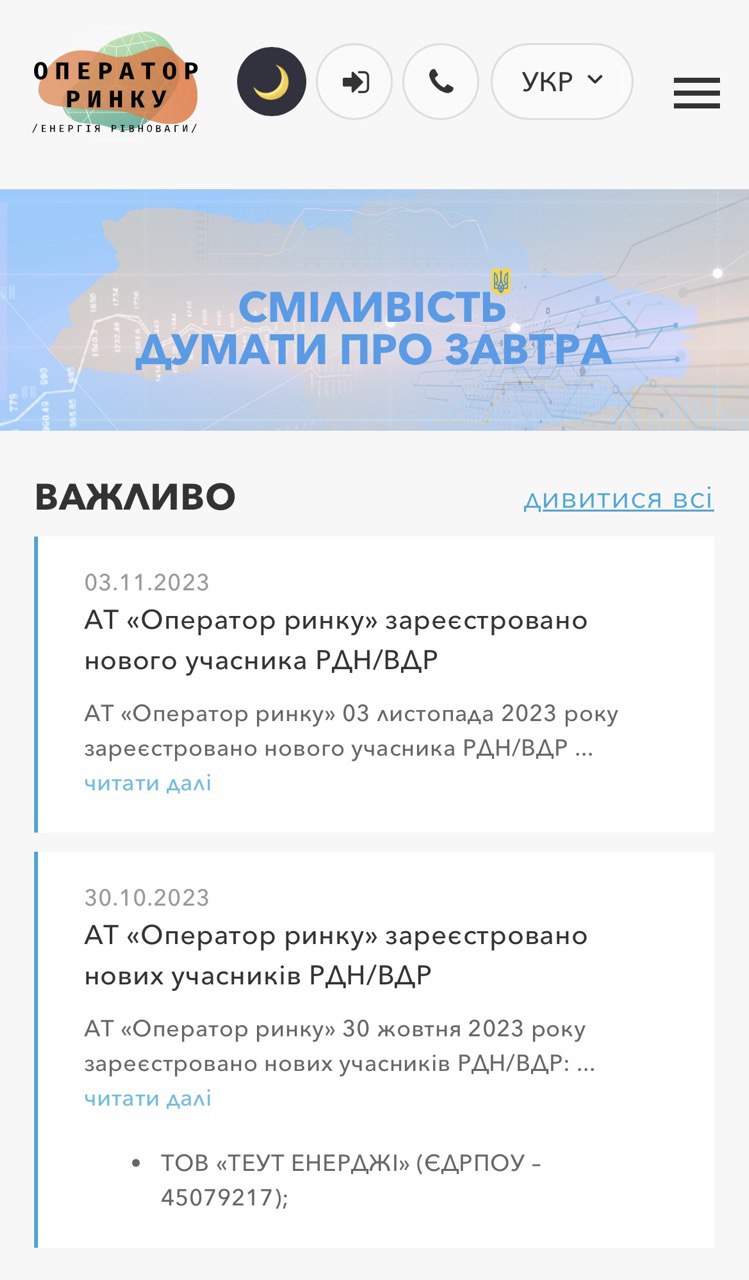 ОПЕРАТОР
РИНКУ
/ЕНЕРГІЯ РІВНОВАГИ/
УКР
СМІЛИВІСТЬ
ДУМАТИ ПРО ЗАВТРА
ВАЖЛИВО
дивитися всі
03.11.2023
АТ «Оператор ринку» зареєстровано
нового учасника РДН/ВДР
АТ «Оператор ринку» 03 листопада 2023 року
зареєстровано нового учасника РДН/ВДР ...
читати далі
30.10.2023
АТ «Оператор ринку» зареєстровано
нових учасників РДН/ВДР
АТ «Оператор ринку» 30 жовтня 2023 року
зареєстровано нових учасників РДН/ВДР: ...
читати далі
• ТОВ «ТЕУТ ЕНЕРДЖІ» (ЄДРПОУ –
45079217);